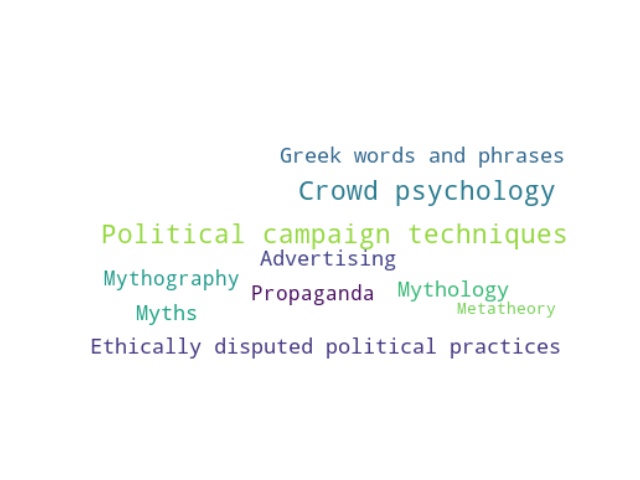 Greek words and phrases
Crowd psychology
Political campaign techniques
Advertising
Mythography
Propaganda
Mythology
Metatheory
Myths
Ethically disputed political practices